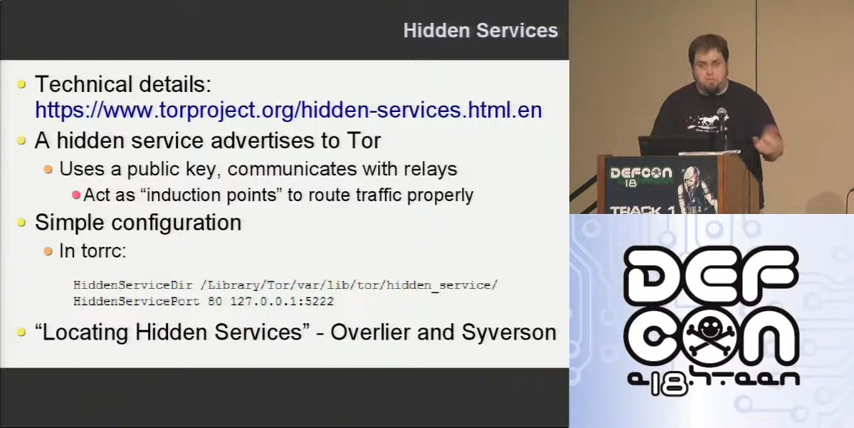 Hidden Services
Technical details:
https://www.torproject.org/hidden-services.html.en
A hidden service advertises to Tor
Uses a public key, communicates with relays
Act as “induction points” to route traffic properly
Simple configuration
In torrc:
HiddenServiceDir /Library/Tor/var/lib/tor/hidden_service/
HiddenServicePort 80 127.0.0.1:5222
“Locating Hidden Services” - Overlier and Syverson
DEFCON
18
TRACK 1
DEF
CON
e18hteen